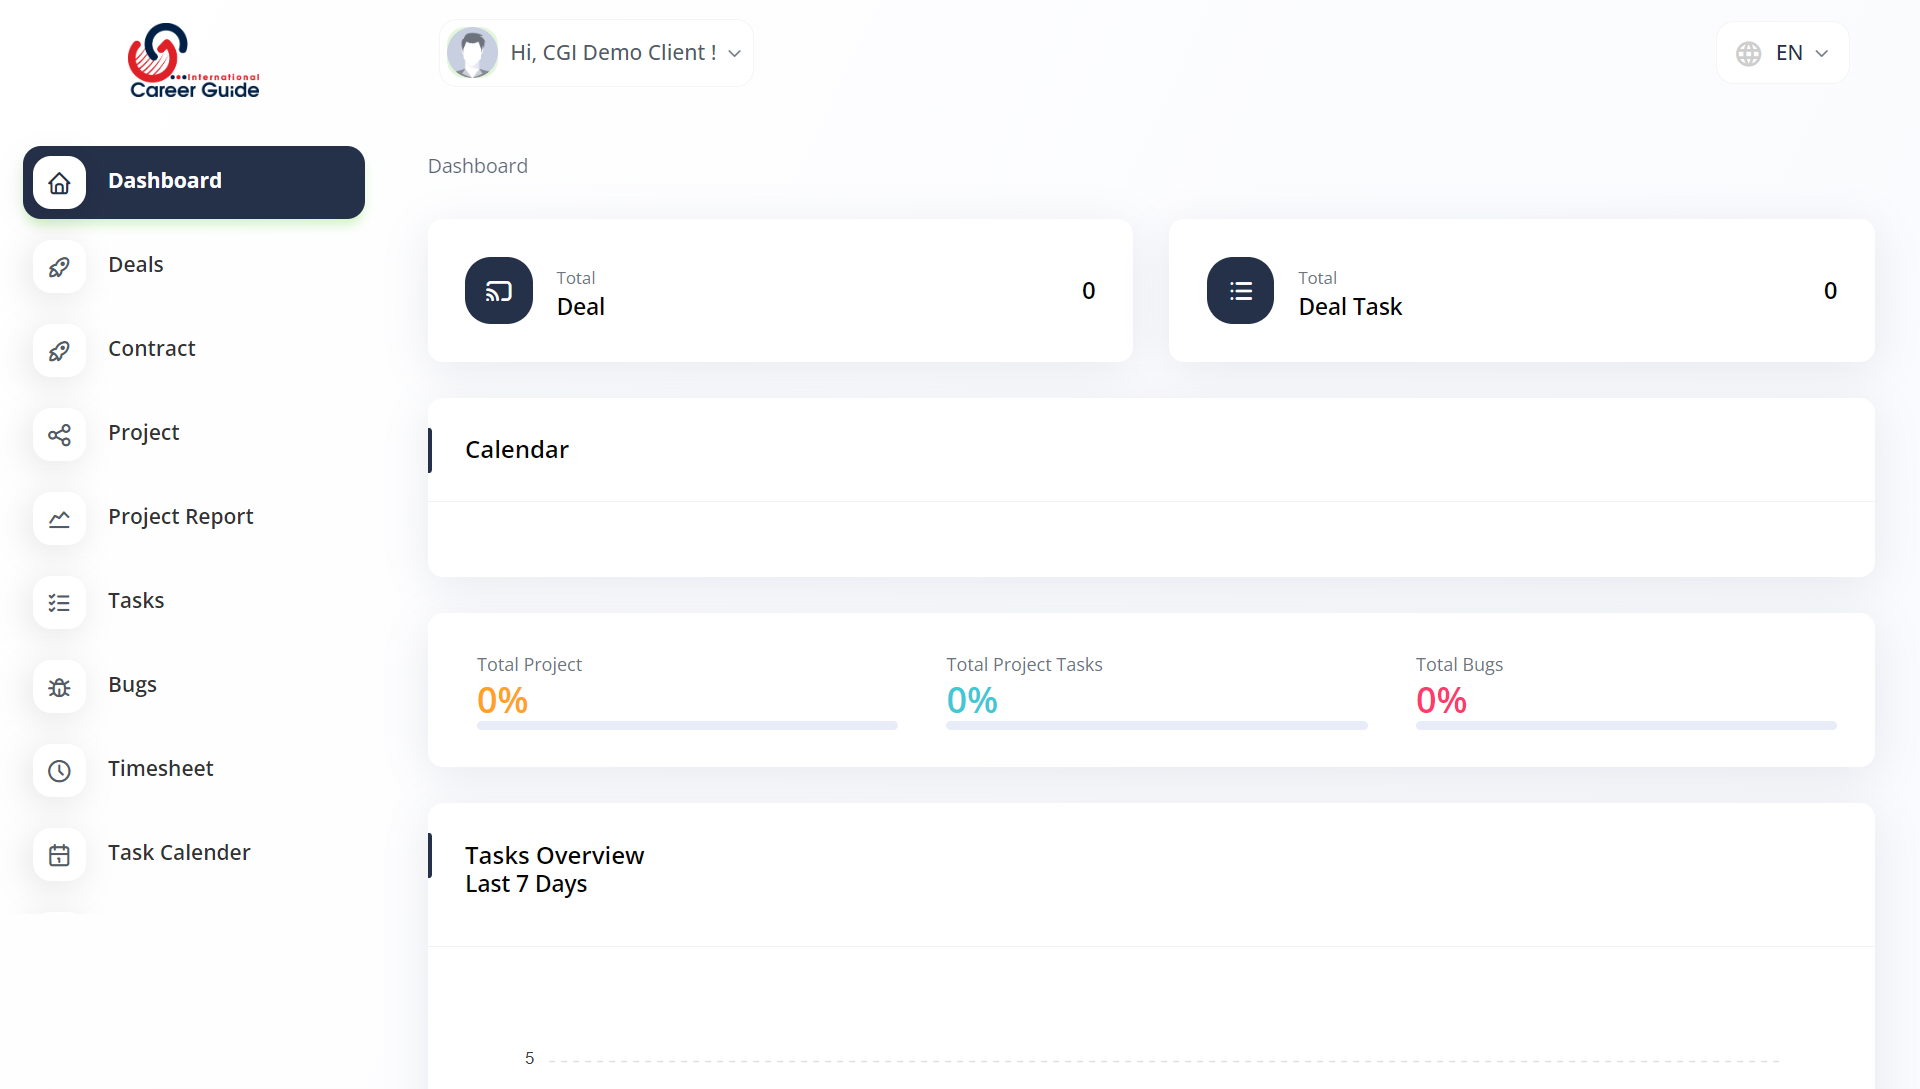 International
Career Guide
Hi, CGI Demo Client !
EN
Dashboard
Deals
Contract
Project
Project Report
Tasks
Bugs
Timesheet
Task Calender
Dashboard
Total
Deal
0
Total
Deal Task
0
Calendar
Total Project
0%
Total Project Tasks
0%
Total Bugs
0%
Tasks Overview
Last 7 Days
5